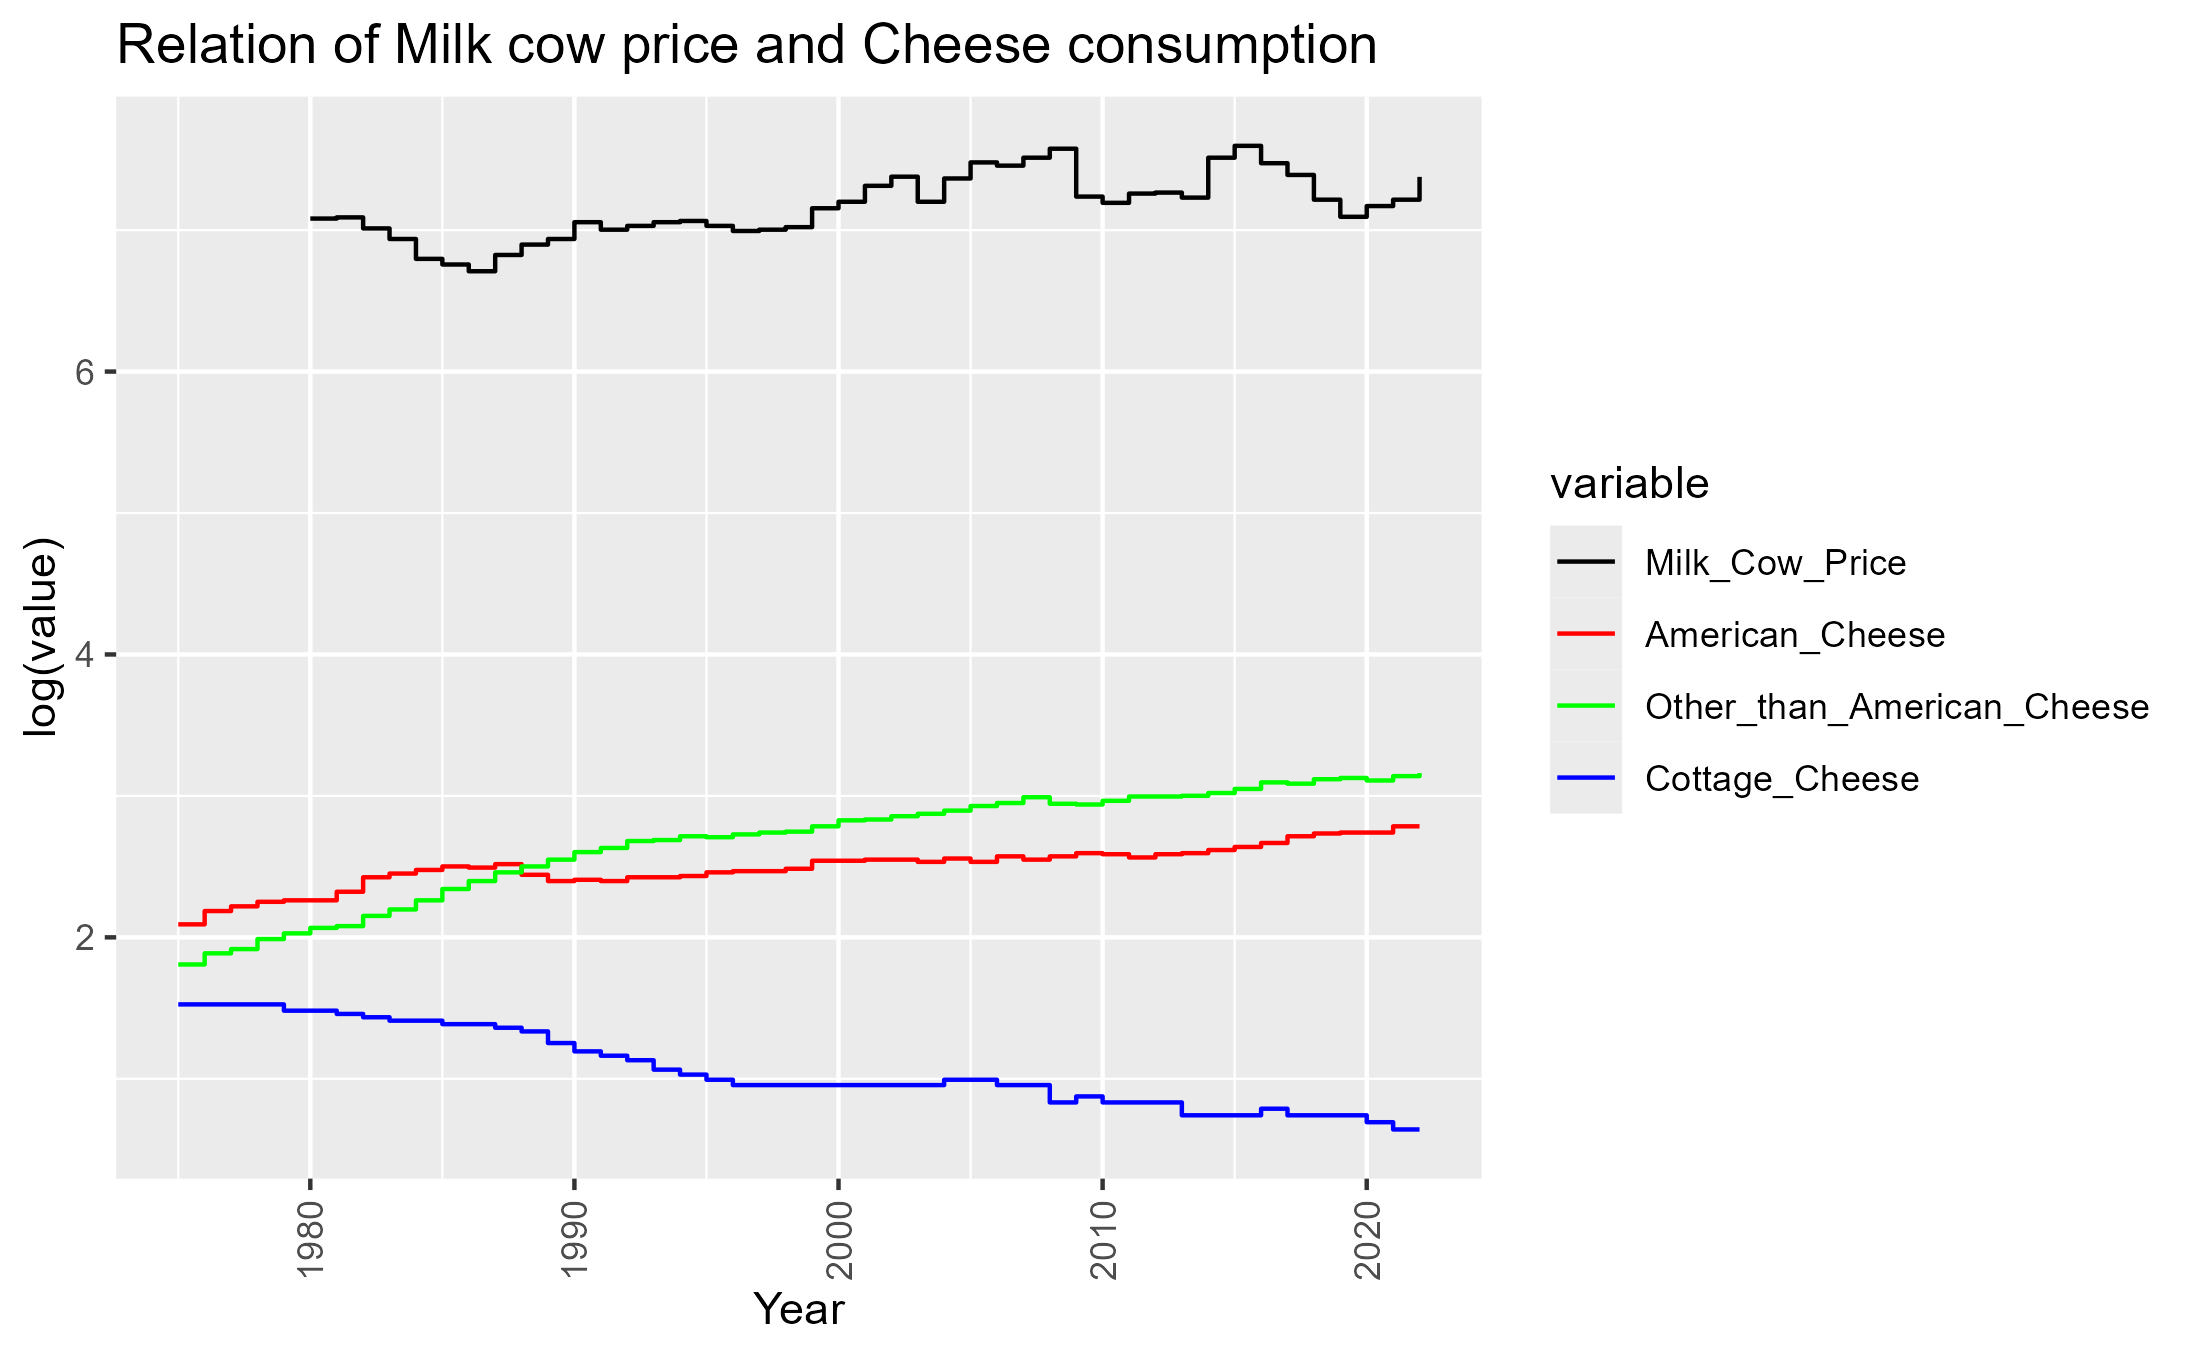 Relation of Milk cow price and Cheese consumption
6
4
2
log(value)
1980
1990
2000
2010
2020
Year
variable
Milk_Cow_Price
American_Cheese
Other_than_American_Cheese
Cottage_Cheese